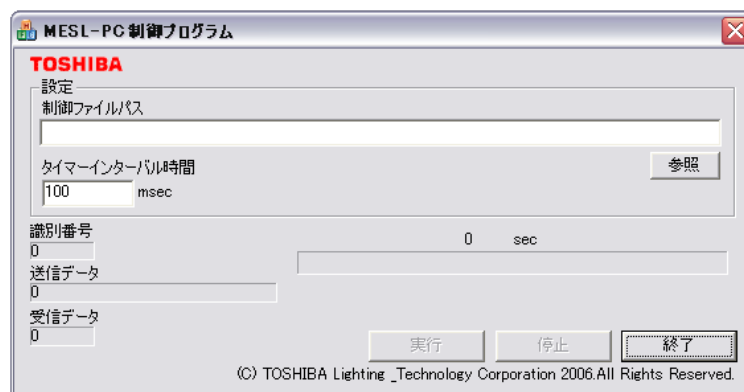 MESL-PC制御プログラム
TOSHIBA
設定
制御ファイルパス
タイマーインターバル時間
参照
100 msec
識別番号
0
0 sec
送信データ
0
受信データ
0
実行 停止 終了
(C) TOSHIBA Lighting _Technology Corporation 2006.All Rights Reserved.